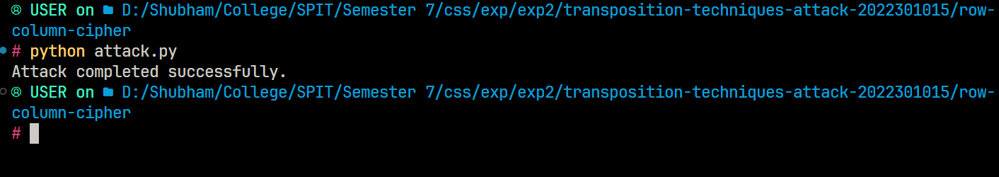 USER on D:/Shubham/College/SPIT/Semester 7/css/exp/exp2/transposition-techniques-attack-2022301015/row-
column-cipher
# python attack.py
Attack completed successfully.
USER on D:/Shubham/College/SPIT/Semester 7/css/exp/exp2/transposition-techniques-attack-2022301015/row-
column-cipher
#